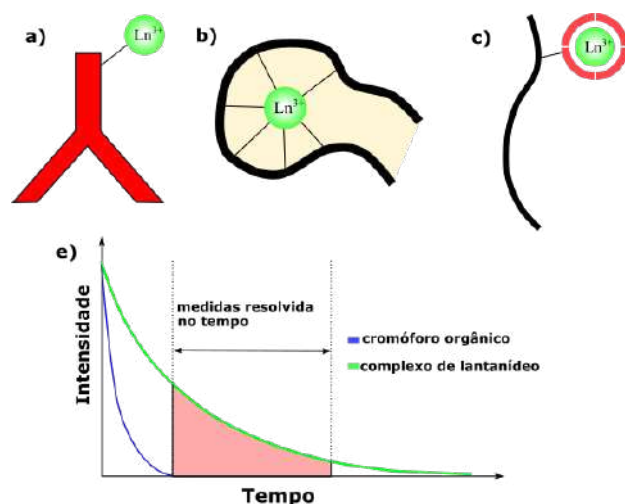 a)
Ln3+
b)
Ln3+
c)
Ln3+
e)
medidas resolvida
no tempo
cromóforo orgânico
complexo de lantanídeo
Intensidade
Tempo